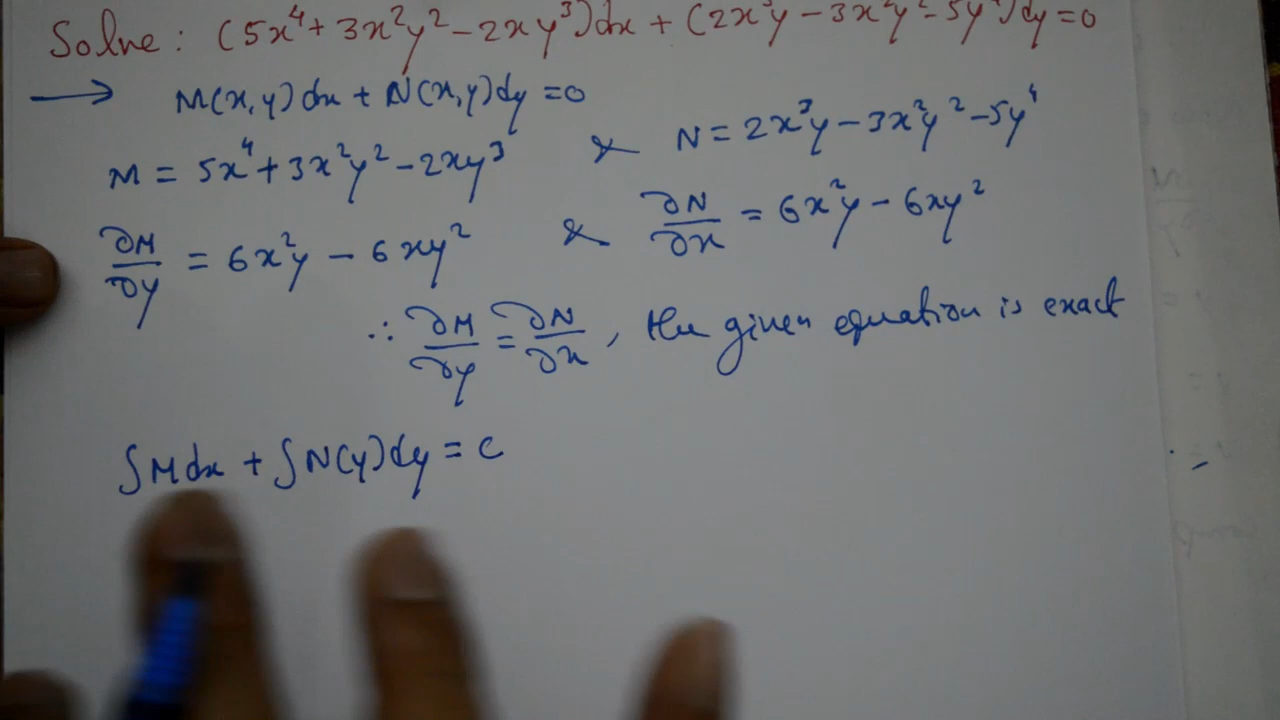 Solve : (5x⁴ + 3x²y² − 2xy³)dx + (2x³y − 3x²y² − 5y⁴)dy = 0
→ M(x,y)dx + N(x,y)dy = 0
M = 5x⁴ + 3x²y² − 2xy³ & N = 2x³y − 3x²y² − 5y⁴
∂M/∂y = 6x²y − 6xy² & ∂N/∂x = 6x²y − 6xy²
∴ ∂M/∂y = ∂N/∂x , the given equation is exact
∫Mdx + ∫N(y)dy = c